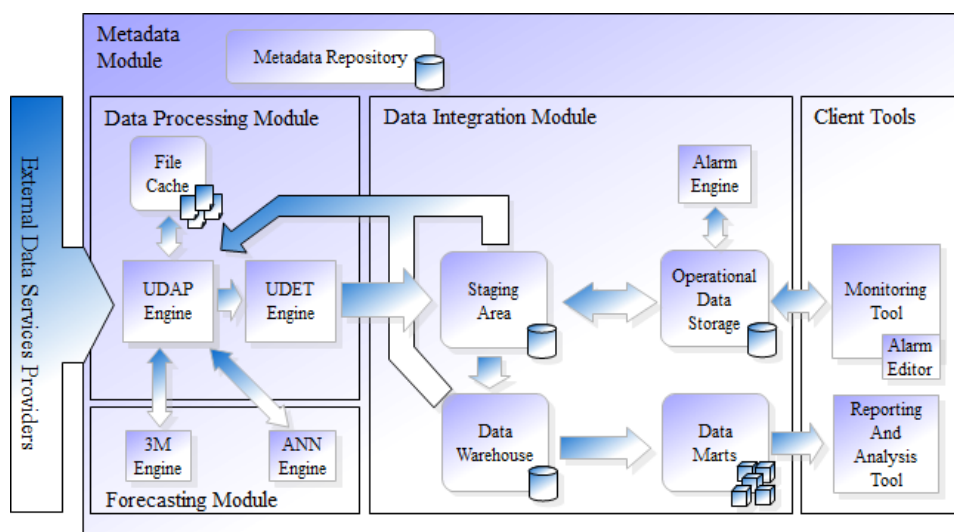 Metadata
Module
Metadata Repository
External Data Services Providers
Data Processing Module
File
Cache
UDAP
Engine
UDET
Engine
3M
Engine
ANN
Engine
Forecasting Module
Data Integration Module
Alarm
Engine
Staging
Area
Operational
Data
Storage
Data
Warehouse
Data
Marts
Client Tools
Monitoring
Tool
Alarm
Editor
Reporting
And
Analysis
Tool